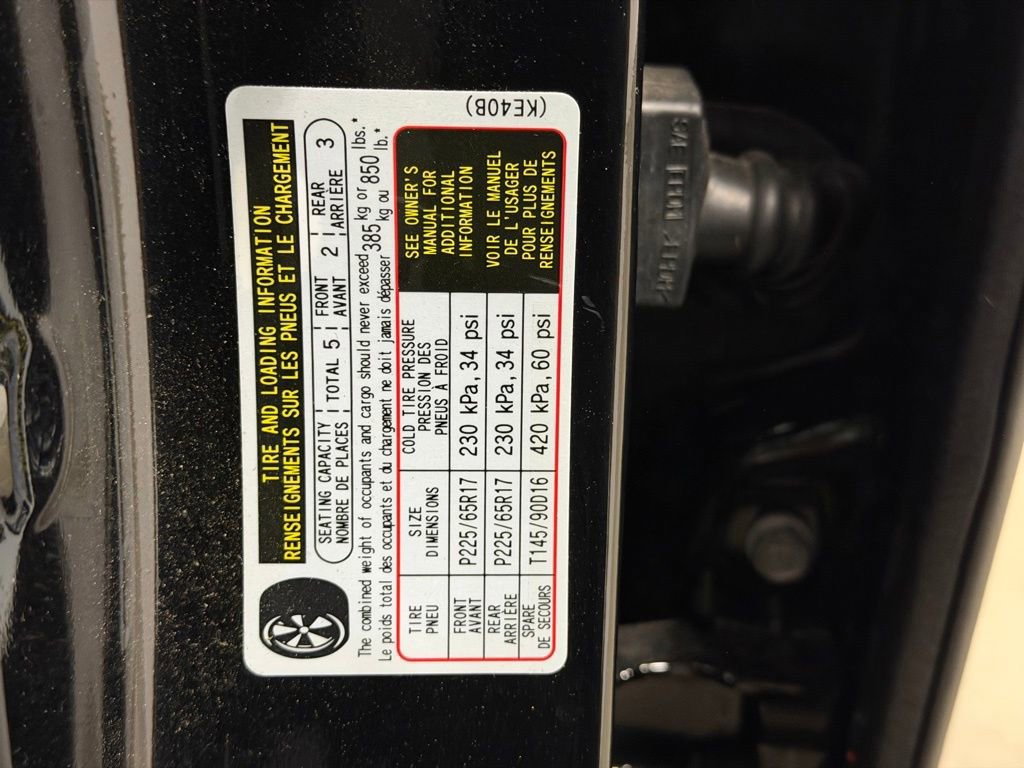 TIRE AND LOADING INFORMATION
RENSEIGNEMENTS SUR LES PNEUS ET LE CHARGEMENT
SEATING CAPACITY TOTAL 5 FRONT 2 REAR 3
NOMBRE DE PLACES AVANT ARRIÈRE
The combined weight of occupants and cargo should never exceed 385 kg or 850 lbs.*
Le poids total des occupants et du chargement ne doit jamais dépasser kg ou lb.*
TIRE
PNEU
SIZE
DIMENSIONS
COLD TIRE PRESSURE
PRESSION DES
PNEUS À FROID
FRONT
AVANT
P225/65R17
230 kPa, 34 psi
REAR
ARRIÈRE
P225/65R17
230 kPa, 34 psi
SPARE
DE SECOURS
T145/90D16
420 kPa, 60 psi
SEE OWNER'S
MANUAL FOR
ADDITIONAL
INFORMATION
VOIR LE MANUEL
DE L'USAGER
POUR PLUS DE
RENSEIGNEMENTS
(KE40B)